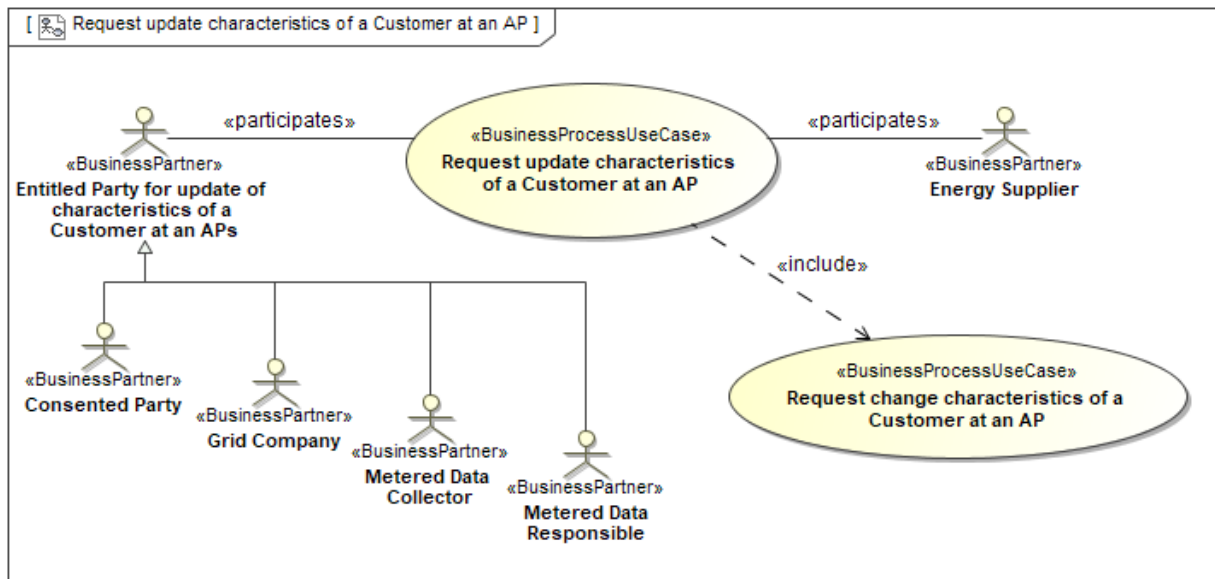 [ Request update characteristics of a Customer at an AP ]
«participates»
«participates»
«BusinessPartner»
Entitled Party for update of
characteristics of a
Customer at an APs
«BusinessProcessUseCase»
Request update characteristics
of a Customer at an AP
«BusinessPartner»
Energy Supplier
«include»
«BusinessPartner»
Consented Party
«BusinessPartner»
Grid Company
«BusinessPartner»
Metered Data
Collector
«BusinessPartner»
Metered Data
Responsible
«BusinessProcessUseCase»
Request change characteristics of a
Customer at an AP